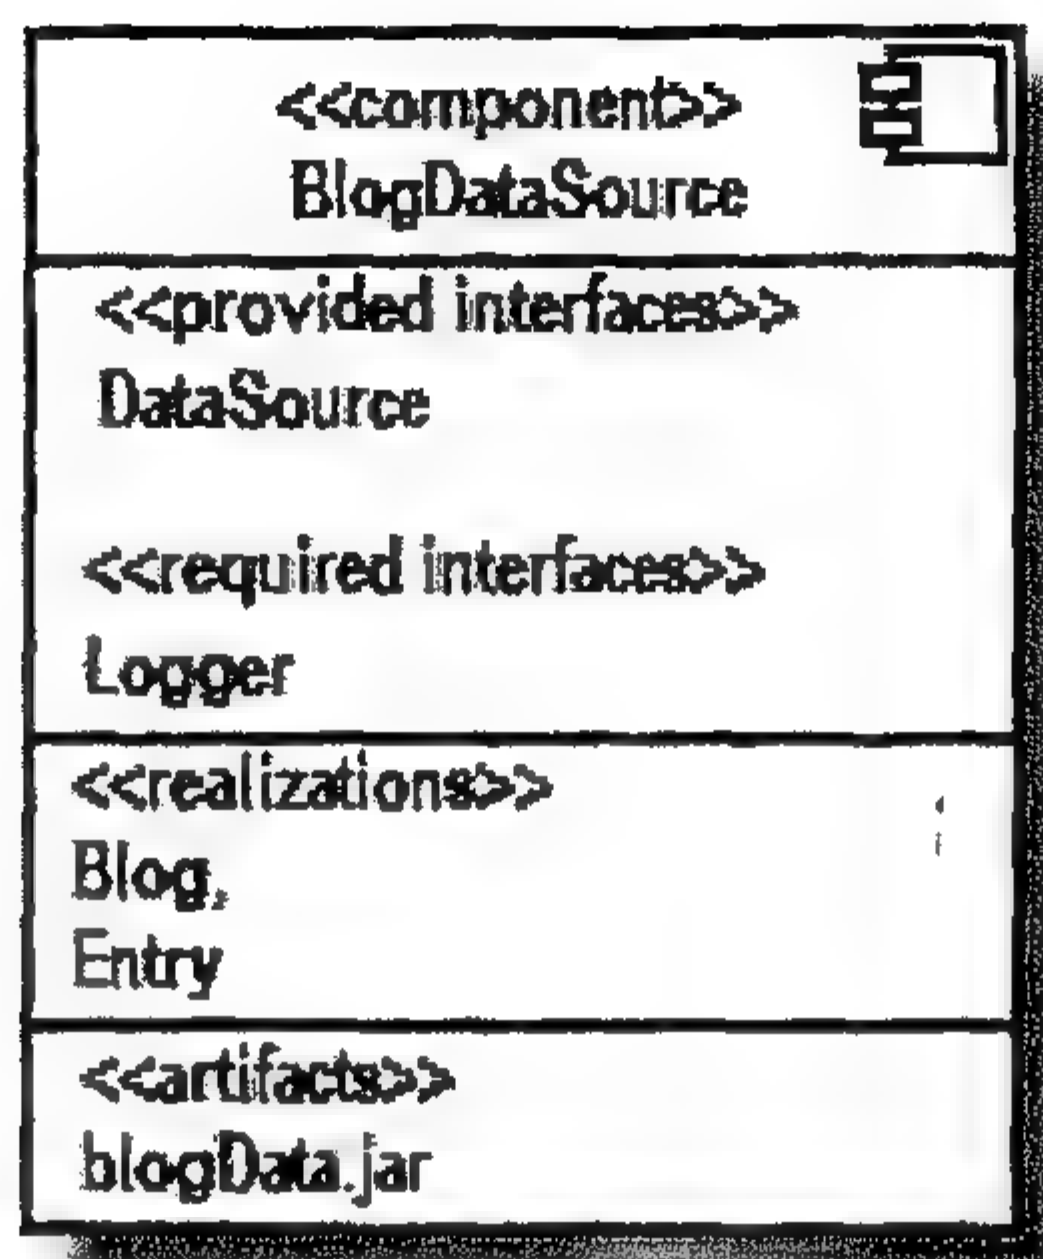 <<component>>
BlogDataSource
<<provided interfaces>>
DataSource
<<required interfaces>>
Logger
<<realizations>>
Blog,
Entry
<<artifacts>>
blogData.jar